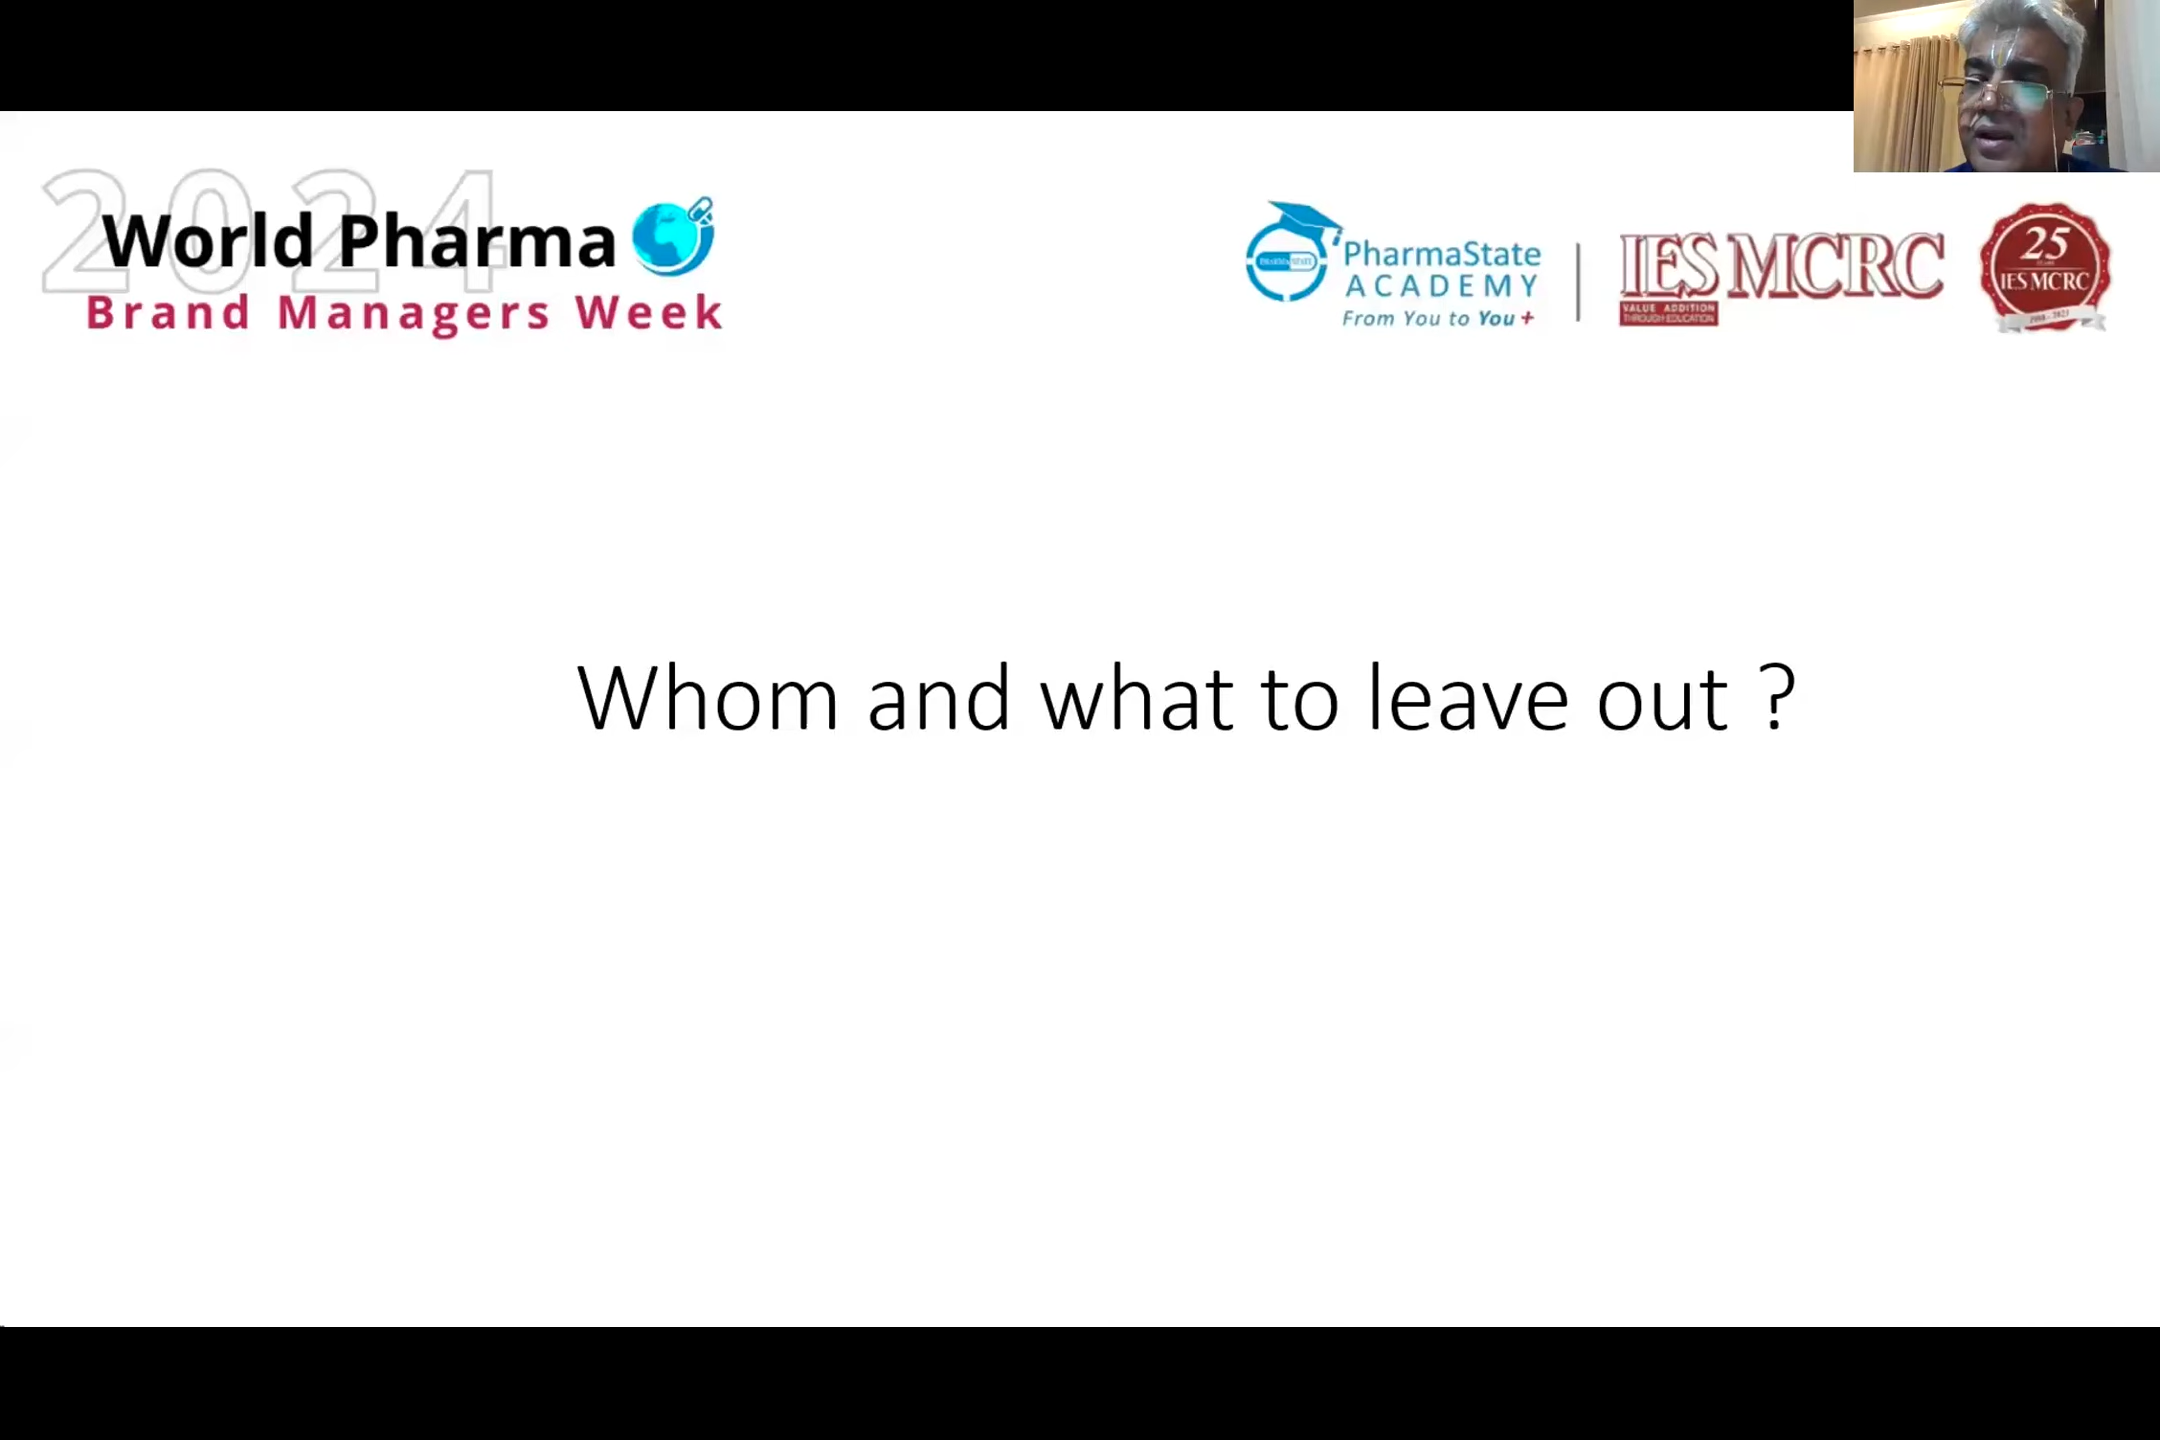 2024
World Pharma
Brand Managers Week
PharmaState
ACADEMY
From You to You +
IES MCRC
VALUE ADDITION
THROUGH EDUCATION
25
IES MCRC
Whom and what to leave out ?